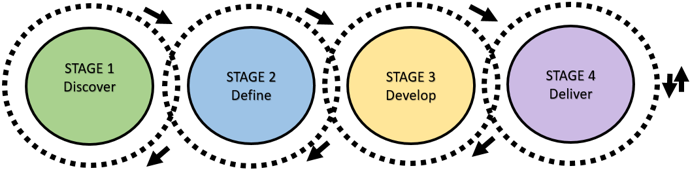 STAGE 1
Discover
STAGE 2
Define
STAGE 3
Develop
STAGE 4
Deliver